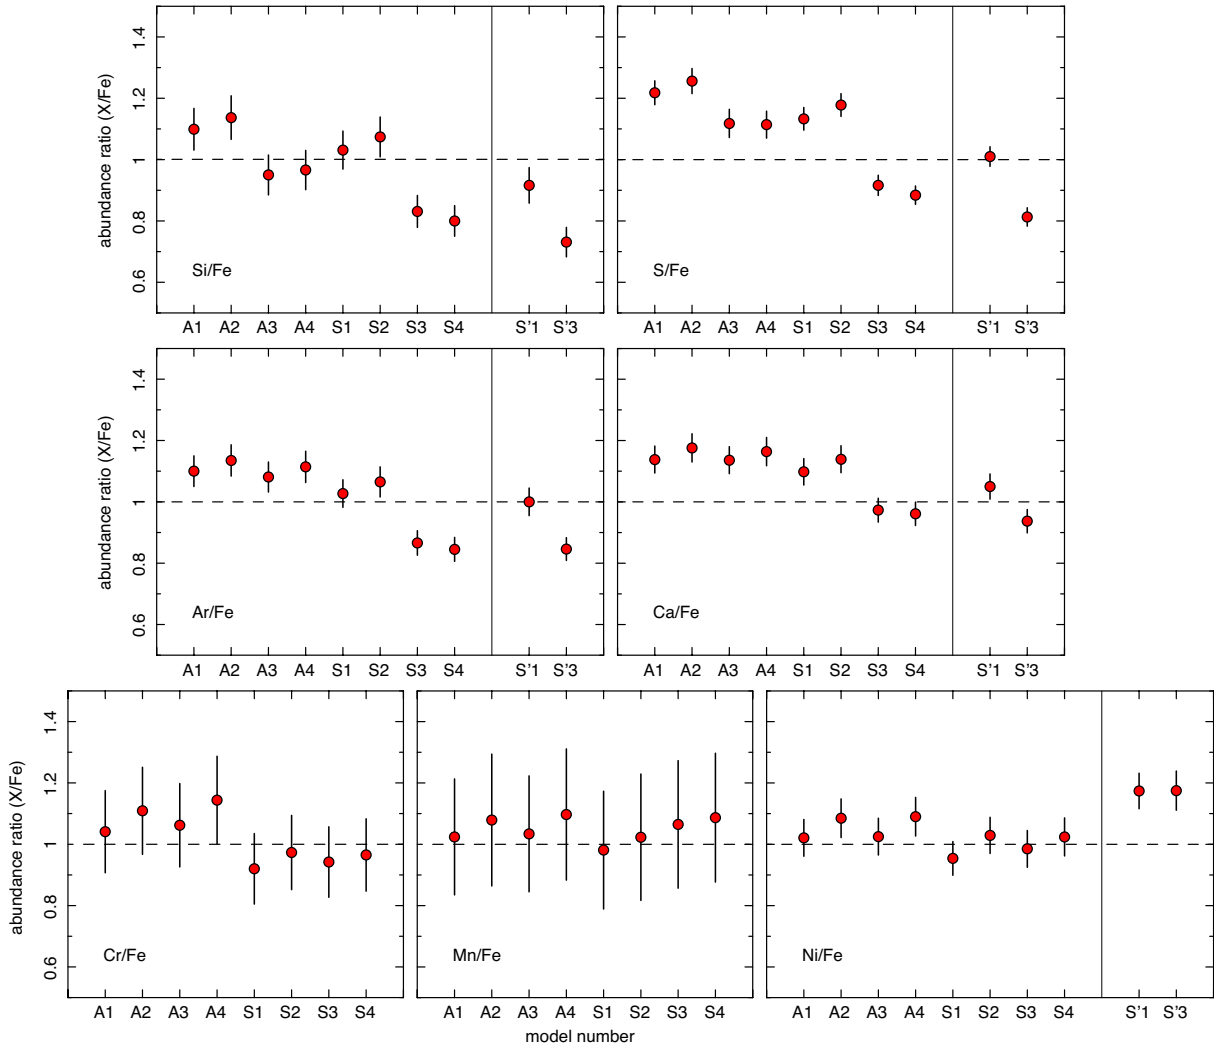 abundance ratio (X/Fe)
0.6 0.8 1 1.2 1.4
Si/Fe
A1 A2 A3 A4 S1 S2 S3 S4 S'1 S'3
S/Fe
A1 A2 A3 A4 S1 S2 S3 S4 S'1 S'3
abundance ratio (X/Fe)
0.6 0.8 1 1.2 1.4
Ar/Fe
A1 A2 A3 A4 S1 S2 S3 S4 S'1 S'3
Ca/Fe
A1 A2 A3 A4 S1 S2 S3 S4 S'1 S'3
abundance ratio (X/Fe)
0.6 0.8 1 1.2 1.4
Cr/Fe
A1 A2 A3 A4 S1 S2 S3 S4
Mn/Fe
A1 A2 A3 A4 S1 S2 S3 S4
Ni/Fe
A1 A2 A3 A4 S1 S2 S3 S4 S'1 S'3
model number